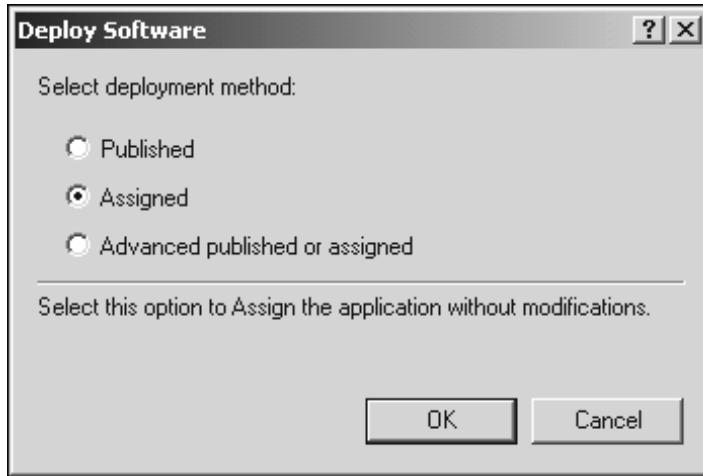 Deploy Software
Select deployment method:
Published
Assigned
Advanced published or assigned
Select this option to Assign the application without modifications.
OK
Cancel